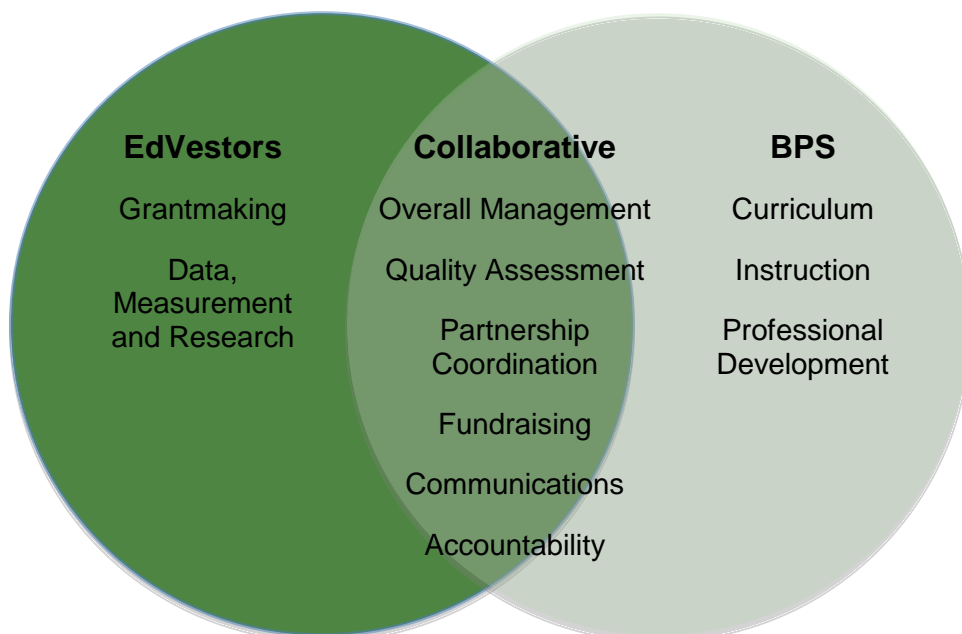 EdVestors
Grantmaking
Data,
Measurement
and Research
Collaborative
Overall Management
Quality Assessment
Partnership
Coordination
Fundraising
Communications
Accountability
BPS
Curriculum
Instruction
Professional
Development